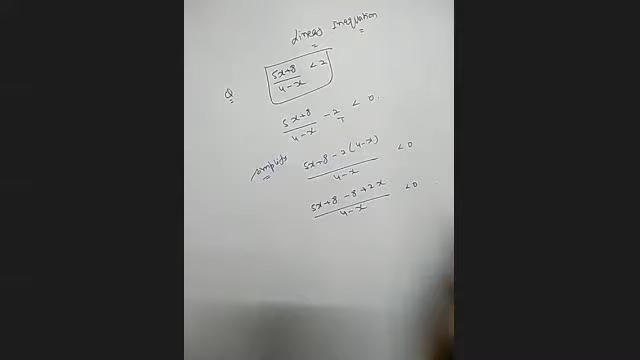 Linear Inequation
Q 5x+8/4-x < 2
5x+8/4-x - 2/1 < 0.
simplify 5x+8-2(4-x)/4-x < 0
5x+8-8+2x/4-x < 0